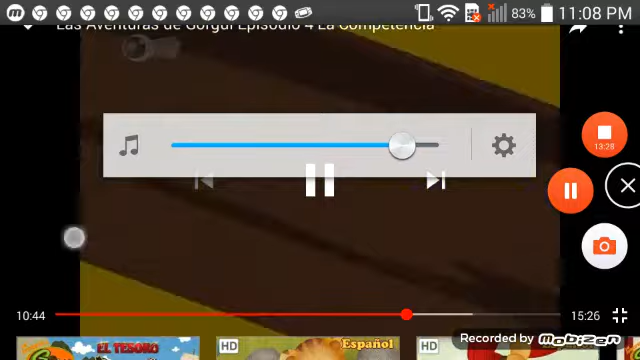 83% 11:08 PM
Las Aventuras de Gorgui Episodio 4 La Competencia
13:28
10:44
15:26
EL TESORO
HD
Español
HD
Recorded by Mobizen